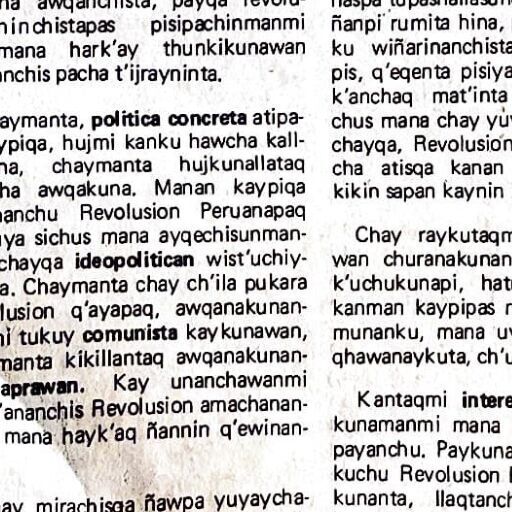 awqanchista, payqa revolu-
ninchistapas pisipachinmanmi
mana hark'ay thunkikunawan
anchis pacha t'ijrayninta.
aymanta, politica concreta atipa-
ypiqa, hujmi kanku hawcha kall-
na, chaymanta hujkunallataq
ha awqakuna. Manan kaypiqa
nanchu Revolusion Peruanapaq
ya sichus mana ayqechisunman-
chayqa ideopolitican wist'uchiy-
a. Chaymanta chay ch'ila pukara
lusion q'ayapaq, awqanakunan-
ni tukuy comunista kaykunawan,
manta kikillantaq awqanakunan-
aprawan. Kay unanchawanmi
'ananchis Revolusion amachanan-
mana hayk'aq ñannin q'ewinan-
ay mirachisqa ñawpa yuyaycha-
ñanpi rumita hina,
ku wiñarinanchista
pis, q'eqenta pisiya
k'anchaq mat'inta
chus mana chay yuy
chayqa, Revolusion
cha atisqa kanan
kikin sapan kaynin
Chay raykutaqm
wan churanakunan
k'uchukunapi, hat
kanman kaypipas m
munanku, mana uy
qhawanaykuta, ch'u
Kantaqmi intere
kunamanmi mana
payanchu. Paykuna
kuchu Revolusion
kunanta, llaqtanch